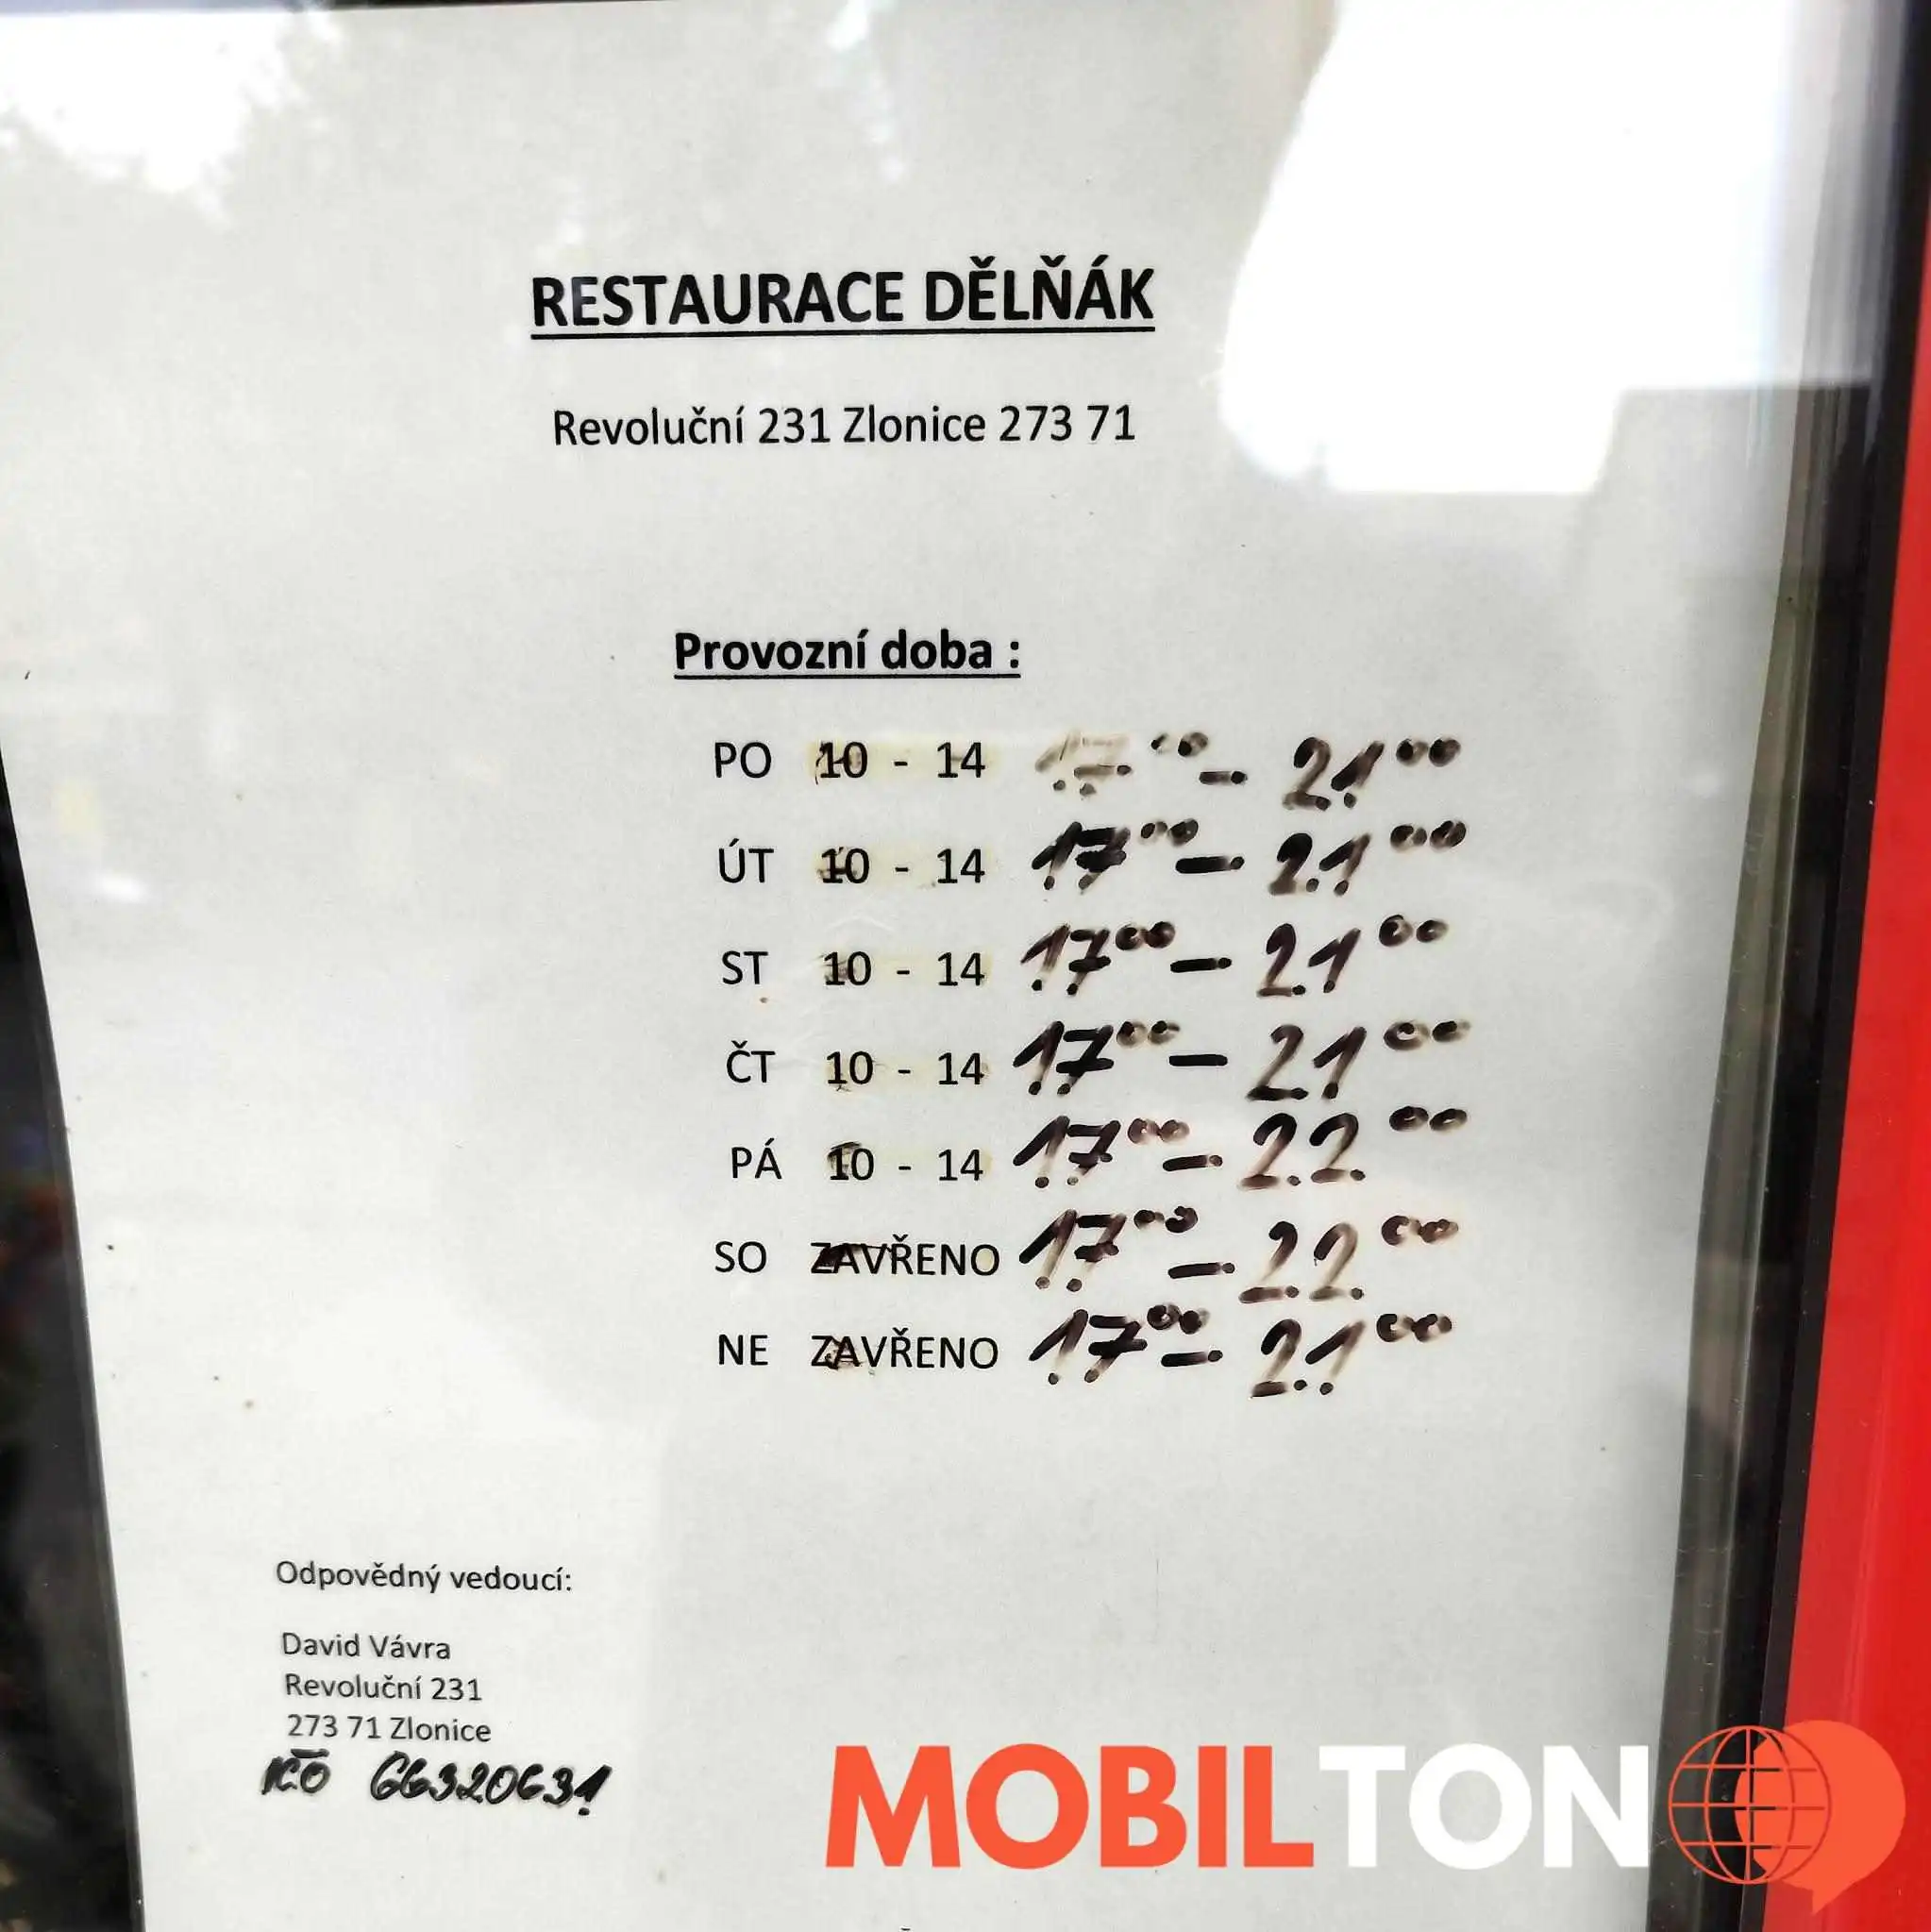 RESTAURACE DĚLŇÁK
Revoluční 231 Zlonice 273 71
Provozní doba :
PO 10 - 14 17⁰⁰ - 21⁰⁰
ÚT 10 - 14 17⁰⁰ - 21⁰⁰
ST 10 - 14 17⁰⁰ - 21⁰⁰
ČT 10 - 14 17⁰⁰ - 21⁰⁰
PÁ 10 - 14 17⁰⁰ - 22⁰⁰
SO ZAVŘENO 17⁰⁰ - 22⁰⁰
NE ZAVŘENO 17⁰⁰ - 21⁰⁰
Odpovědný vedoucí:
David Vávra
Revoluční 231
273 71 Zlonice
IČO 66320631
MOBILTON